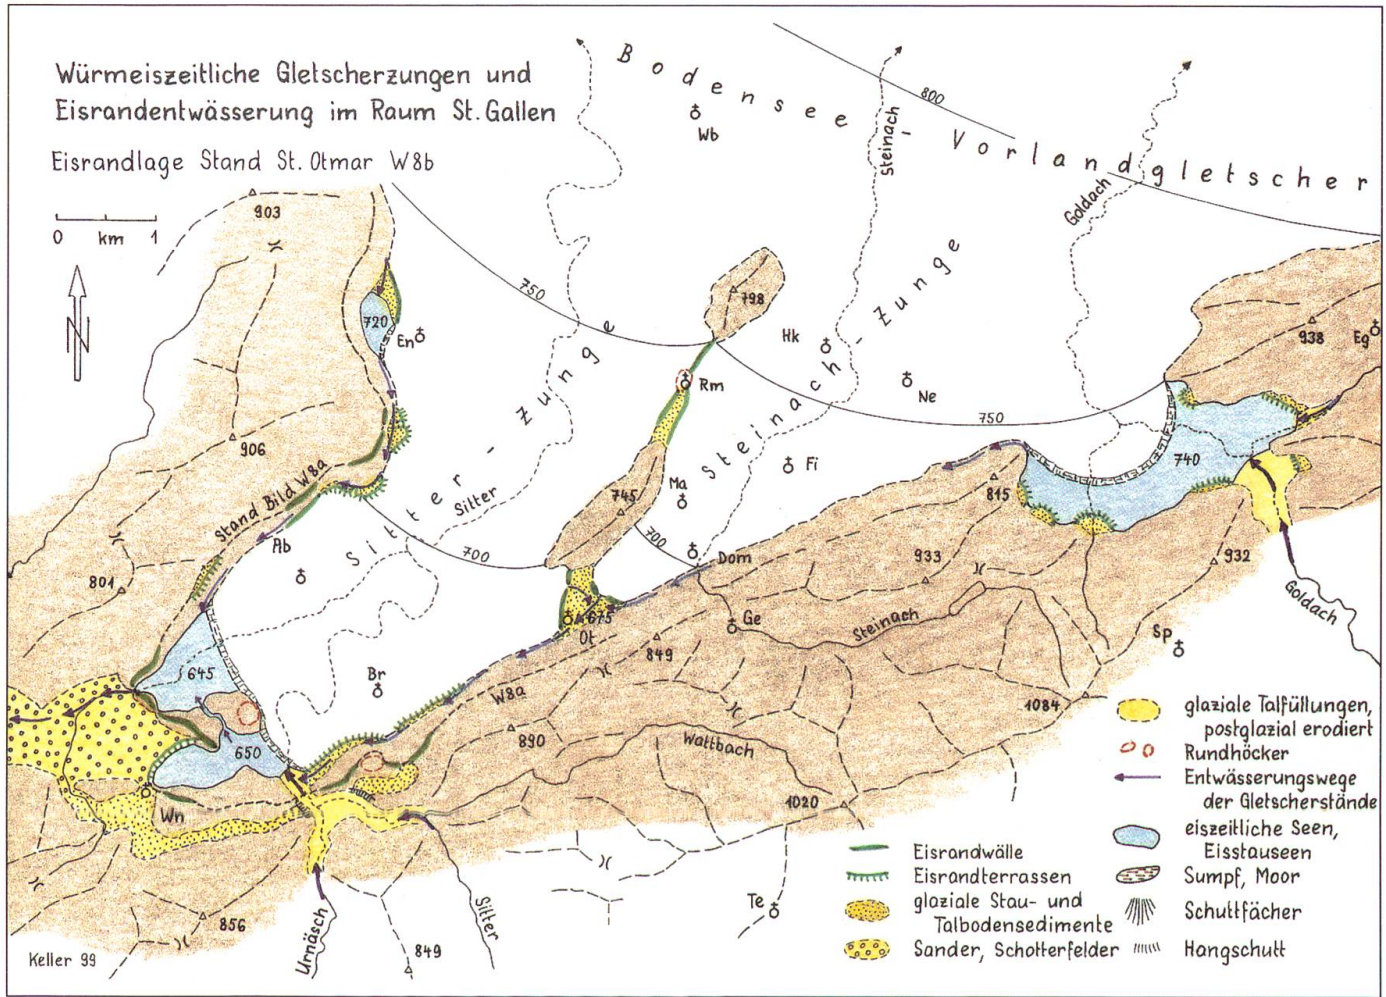 Würmeiszeitliche Gletscherzungen und
Eisrandentwässerung im Raum St. Gallen
Eisrandlage Stand St. Otmar W8b
0 km 1
N
Bodensee - Vorlandgletscher
Sitter - Zunge
Steinach - Zunge
Steinach
Goldach
Sitter
800
750
750
700
700
903
906
801
720
En
Stand Bild W8a
Ab
798
Hk
Rm
Ne
Fi
Ma
745
Wb
938
Eg
740
815
933
932
Dom
Ge
Steinach
Goldach
Sp
675
Ot
849
W8a
Br
645
650
890
Wattbach
1084
1020
Wn
856
849
Urnäsch
Sitter
Te
Keller 99
Eisrandwälle
Eisrandterrassen
glaziale Stau- und
Talbodensedimente
Sander, Schotterfelder
glaziale Talfüllungen,
postglazial erodiert
Rundhöcker
Entwässerungswege
der Gletscherstände
eiszeitliche Seen,
Eisstauseen
Sumpf, Moor
Schuttfächer
Hangschutt